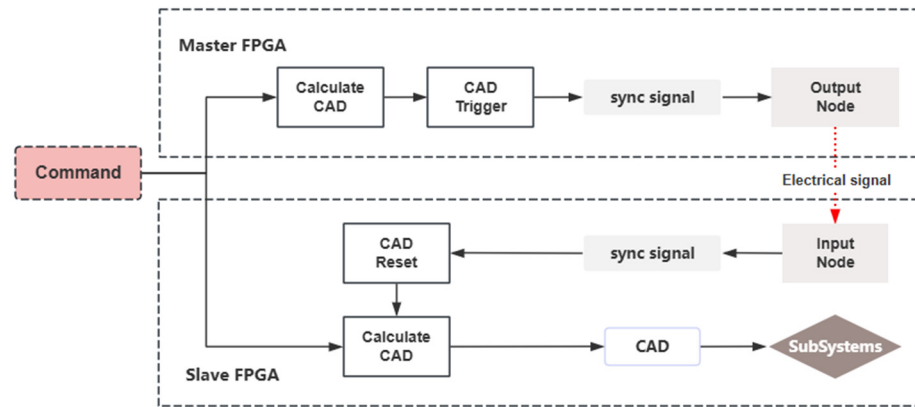 Master FPGA
Calculate
CAD
CAD
Trigger
sync signal
Output
Node
Command
Electrical signal
CAD
Reset
sync signal
Input
Node
Calculate
CAD
CAD
SubSystems
Slave FPGA